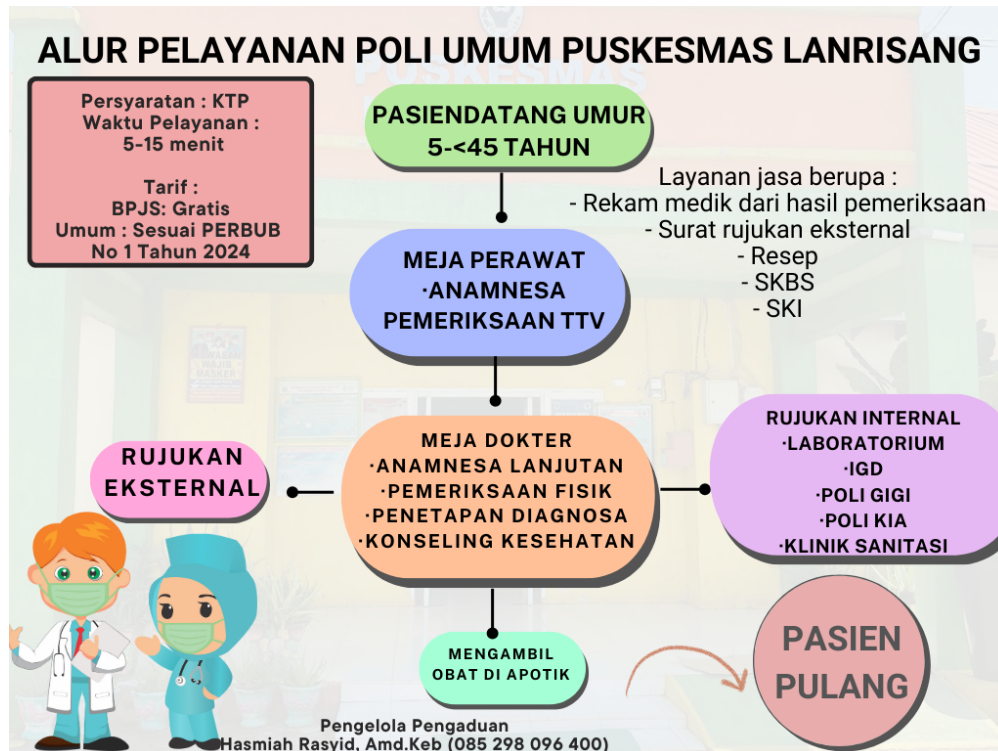 ALUR PELAYANAN POLI UMUM PUSKESMAS LANRISANG
PUSKESMAS
Persyaratan : KTP
Waktu Pelayanan :
5-15 menit
Tarif :
BPJS: Gratis
Umum : Sesuai PERBUB
No 1 Tahun 2024
PASIENDATANG UMUR
5-<45 TAHUN
Layanan jasa berupa :
- Rekam medik dari hasil pemeriksaan
- Surat rujukan eksternal
- Resep
- SKBS
- SKI
MEJA PERAWAT
·ANAMNESA
PEMERIKSAAN TTV
MEJA DOKTER
·ANAMNESA LANJUTAN
·PEMERIKSAAN FISIK
·PENETAPAN DIAGNOSA
·KONSELING KESEHATAN
RUJUKAN
EKSTERNAL
RUJUKAN INTERNAL
·LABORATORIUM
·IGD
·POLI GIGI
·POLI KIA
·KLINIK SANITASI
MENGAMBIL
OBAT DI APOTIK
PASIEN
PULANG
Pengelola Pengaduan
Hasmiah Rasyid, Amd.Keb (085 298 096 400)